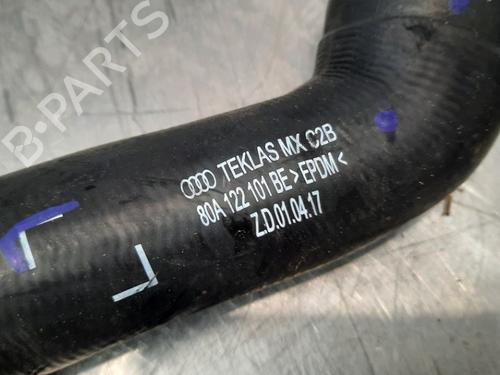 B-PARTS
TEKLAS MX C2B
80A 122 101 BE >EPDM<
Z.D.01.04.17